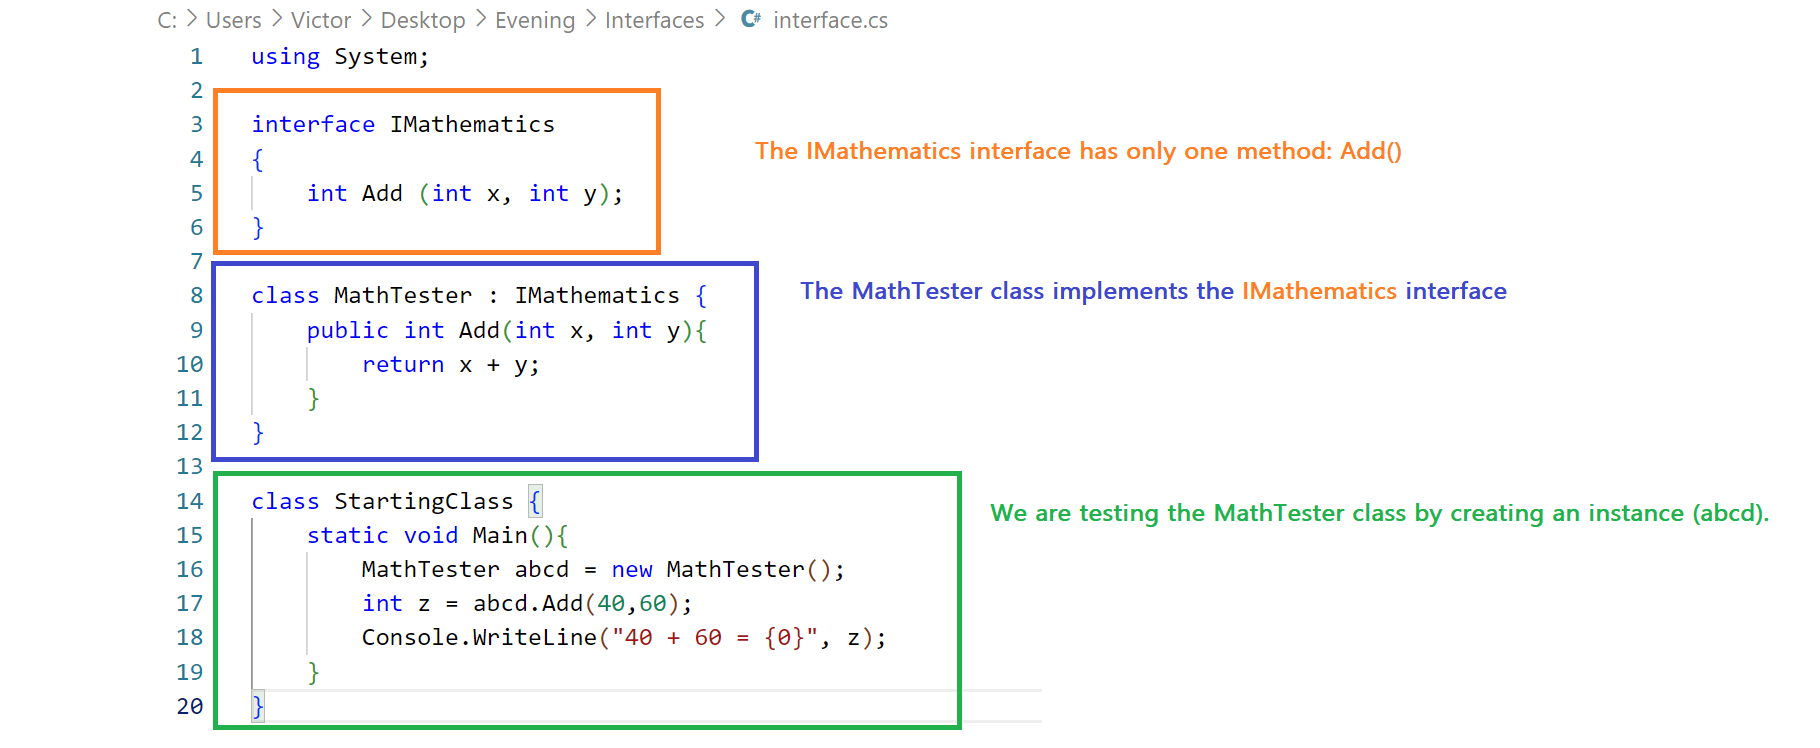 C: > Users > Victor > Desktop > Evening > Interfaces > C# interface.cs
1 using System;
2
3 interface IMathematics
4 {
5 int Add (int x, int y);
6 }
The IMathematics interface has only one method: Add()
7
8 class MathTester : IMathematics {
9 public int Add(int x, int y){
10 return x + y;
11 }
12 }
The MathTester class implements the IMathematics interface
13
14 class StartingClass {
15 static void Main(){
16 MathTester abcd = new MathTester();
17 int z = abcd.Add(40,60);
18 Console.WriteLine("40 + 60 = {0}", z);
19 }
20 }
We are testing the MathTester class by creating an instance (abcd).